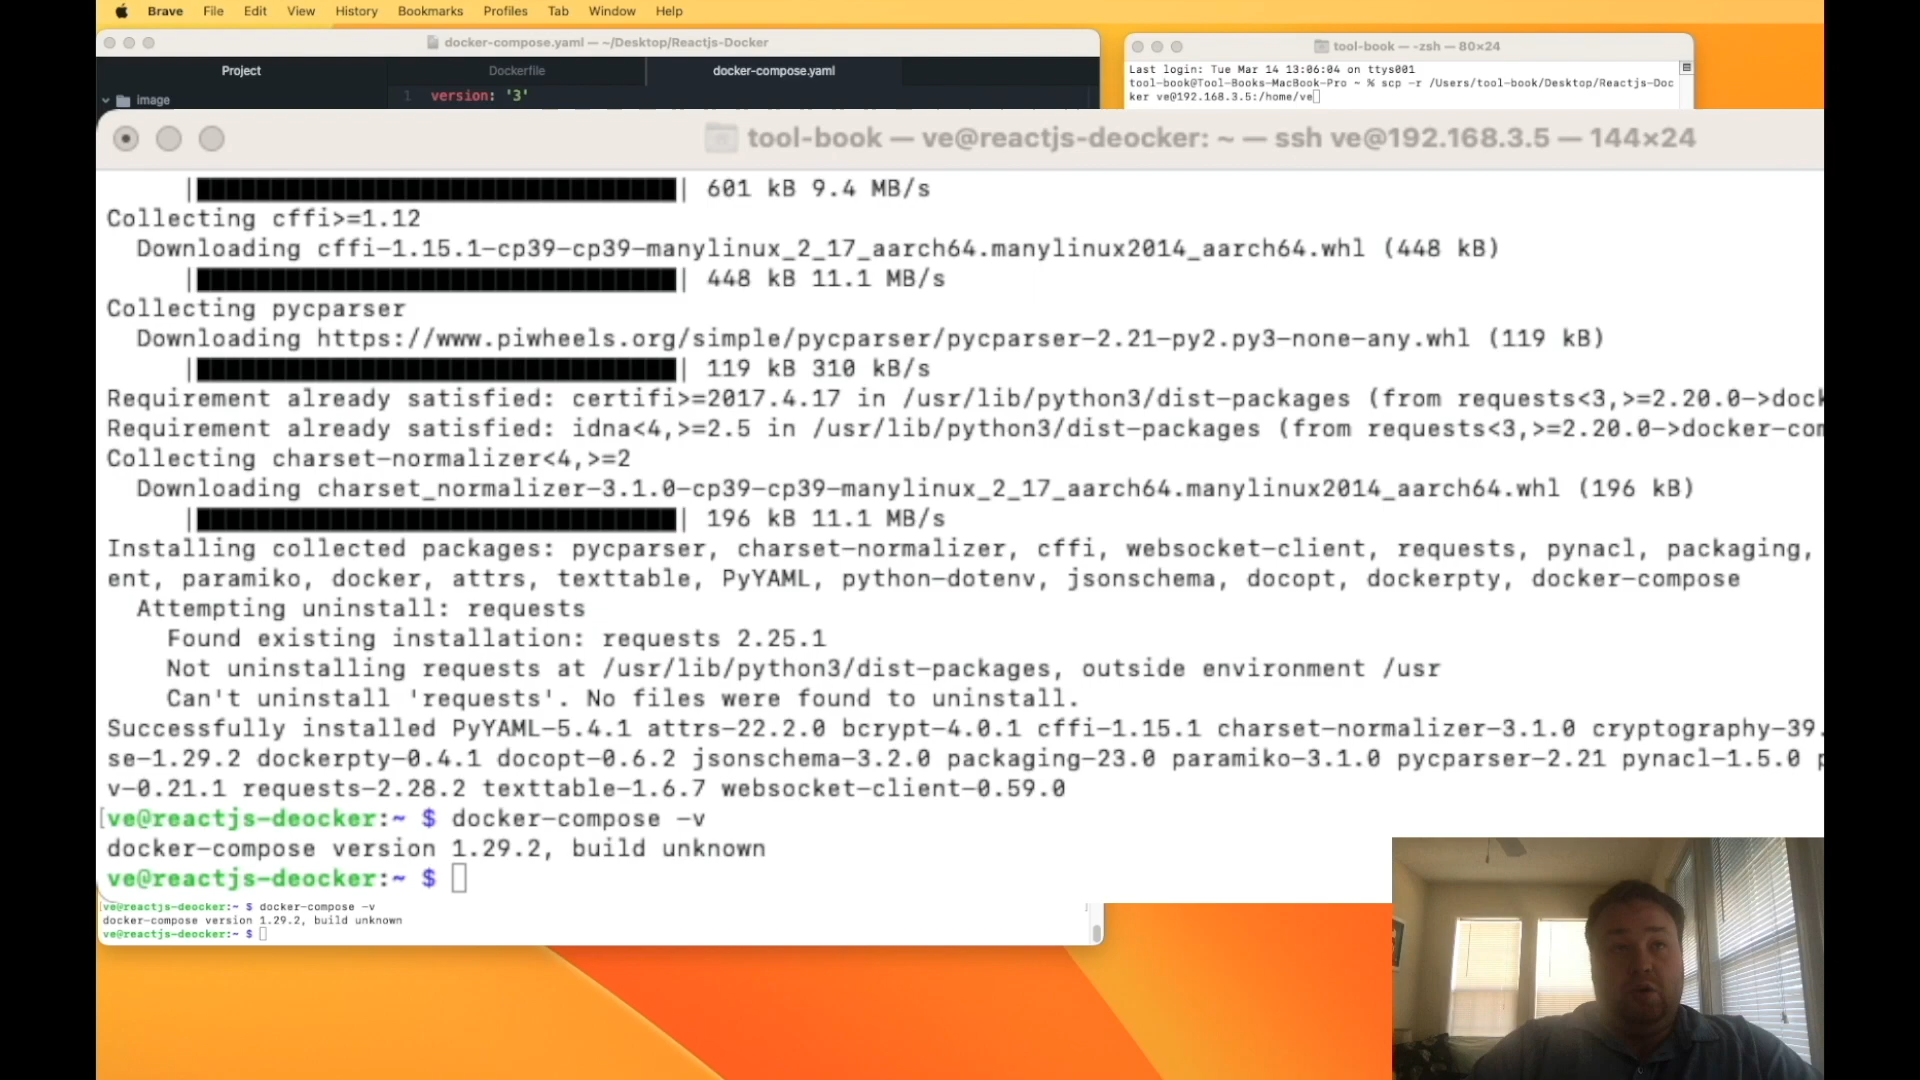 Brave File Edit View History Bookmarks Profiles Tab Window Help
docker-compose.yaml — ~/Desktop/Reactjs-Docker
Project Dockerfile docker-compose.yaml
image 1 version: '3'
tool-book — -zsh — 80×24
Last login: Tue Mar 14 13:06:04 on ttys001
tool-book@Tool-Books-MacBook-Pro ~ % scp -r /Users/tool-book/Desktop/Reactjs-Doc
ker ve@192.168.3.5:/home/ve
tool-book — ve@reactjs-deocker: ~ — ssh ve@192.168.3.5 — 144×24
| 601 kB 9.4 MB/s
Collecting cffi>=1.12
Downloading cffi-1.15.1-cp39-cp39-manylinux_2_17_aarch64.manylinux2014_aarch64.whl (448 kB)
| 448 kB 11.1 MB/s
Collecting pycparser
Downloading https://www.piwheels.org/simple/pycparser/pycparser-2.21-py2.py3-none-any.whl (119 kB)
| 119 kB 310 kB/s
Requirement already satisfied: certifi>=2017.4.17 in /usr/lib/python3/dist-packages (from requests<3,>=2.20.0->dock
Requirement already satisfied: idna<4,>=2.5 in /usr/lib/python3/dist-packages (from requests<3,>=2.20.0->docker-com
Collecting charset-normalizer<4,>=2
Downloading charset_normalizer-3.1.0-cp39-cp39-manylinux_2_17_aarch64.manylinux2014_aarch64.whl (196 kB)
| 196 kB 11.1 MB/s
Installing collected packages: pycparser, charset-normalizer, cffi, websocket-client, requests, pynacl, packaging,
ent, paramiko, docker, attrs, texttable, PyYAML, python-dotenv, jsonschema, docopt, dockerpty, docker-compose
Attempting uninstall: requests
Found existing installation: requests 2.25.1
Not uninstalling requests at /usr/lib/python3/dist-packages, outside environment /usr
Can't uninstall 'requests'. No files were found to uninstall.
Successfully installed PyYAML-5.4.1 attrs-22.2.0 bcrypt-4.0.1 cffi-1.15.1 charset-normalizer-3.1.0 cryptography-39.
se-1.29.2 dockerpty-0.4.1 docopt-0.6.2 jsonschema-3.2.0 packaging-23.0 paramiko-3.1.0 pycparser-2.21 pynacl-1.5.0 p
v-0.21.1 requests-2.28.2 texttable-1.6.7 websocket-client-0.59.0
[ve@reactjs-deocker:~ $ docker-compose -v
docker-compose version 1.29.2, build unknown
ve@reactjs-deocker:~ $
[ve@reactjs-deocker:~ $ docker-compose -v
docker-compose version 1.29.2, build unknown
ve@reactjs-deocker:~ $